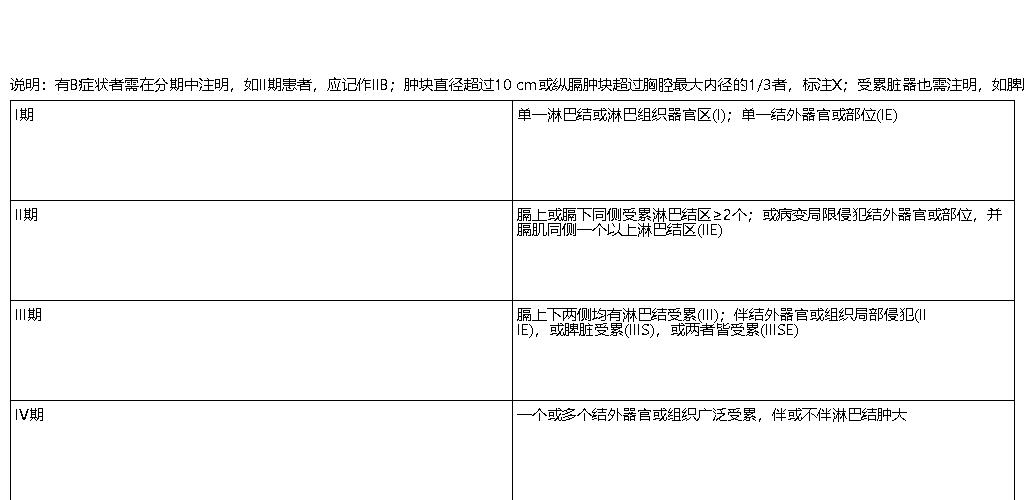 说明：有B症状者需在分期中注明，如II期患者，应记作IIB；肿块直径超过10 cm或纵隔肿块超过胸腔最大内径的1/3者，标注X；受累脏器也需注明，如脾
I期
单一淋巴结或淋巴组织器官区(I)；单一结外器官或部位(IE)
II期
膈上或膈下同侧受累淋巴结区≥2个；或病变局限侵犯结外器官或部位，并
膈肌同侧一个以上淋巴结区(IIE)
III期
膈上下两侧均有淋巴结受累(III)；伴结外器官或组织局部侵犯(II
IE)，或脾脏受累(IIIS)，或两者皆受累(IIISE)
IV期
一个或多个结外器官或组织广泛受累，伴或不伴淋巴结肿大